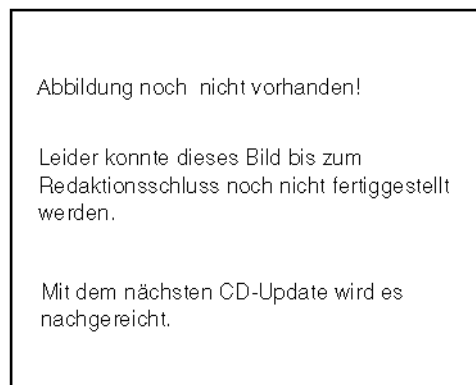 Abbildung noch nicht vorhanden!
Leider konnte dieses Bild bis zum
Redaktionsschluss noch nicht fertiggestellt
werden.
Mit dem nächsten CD-Update wird es
nachgereicht.